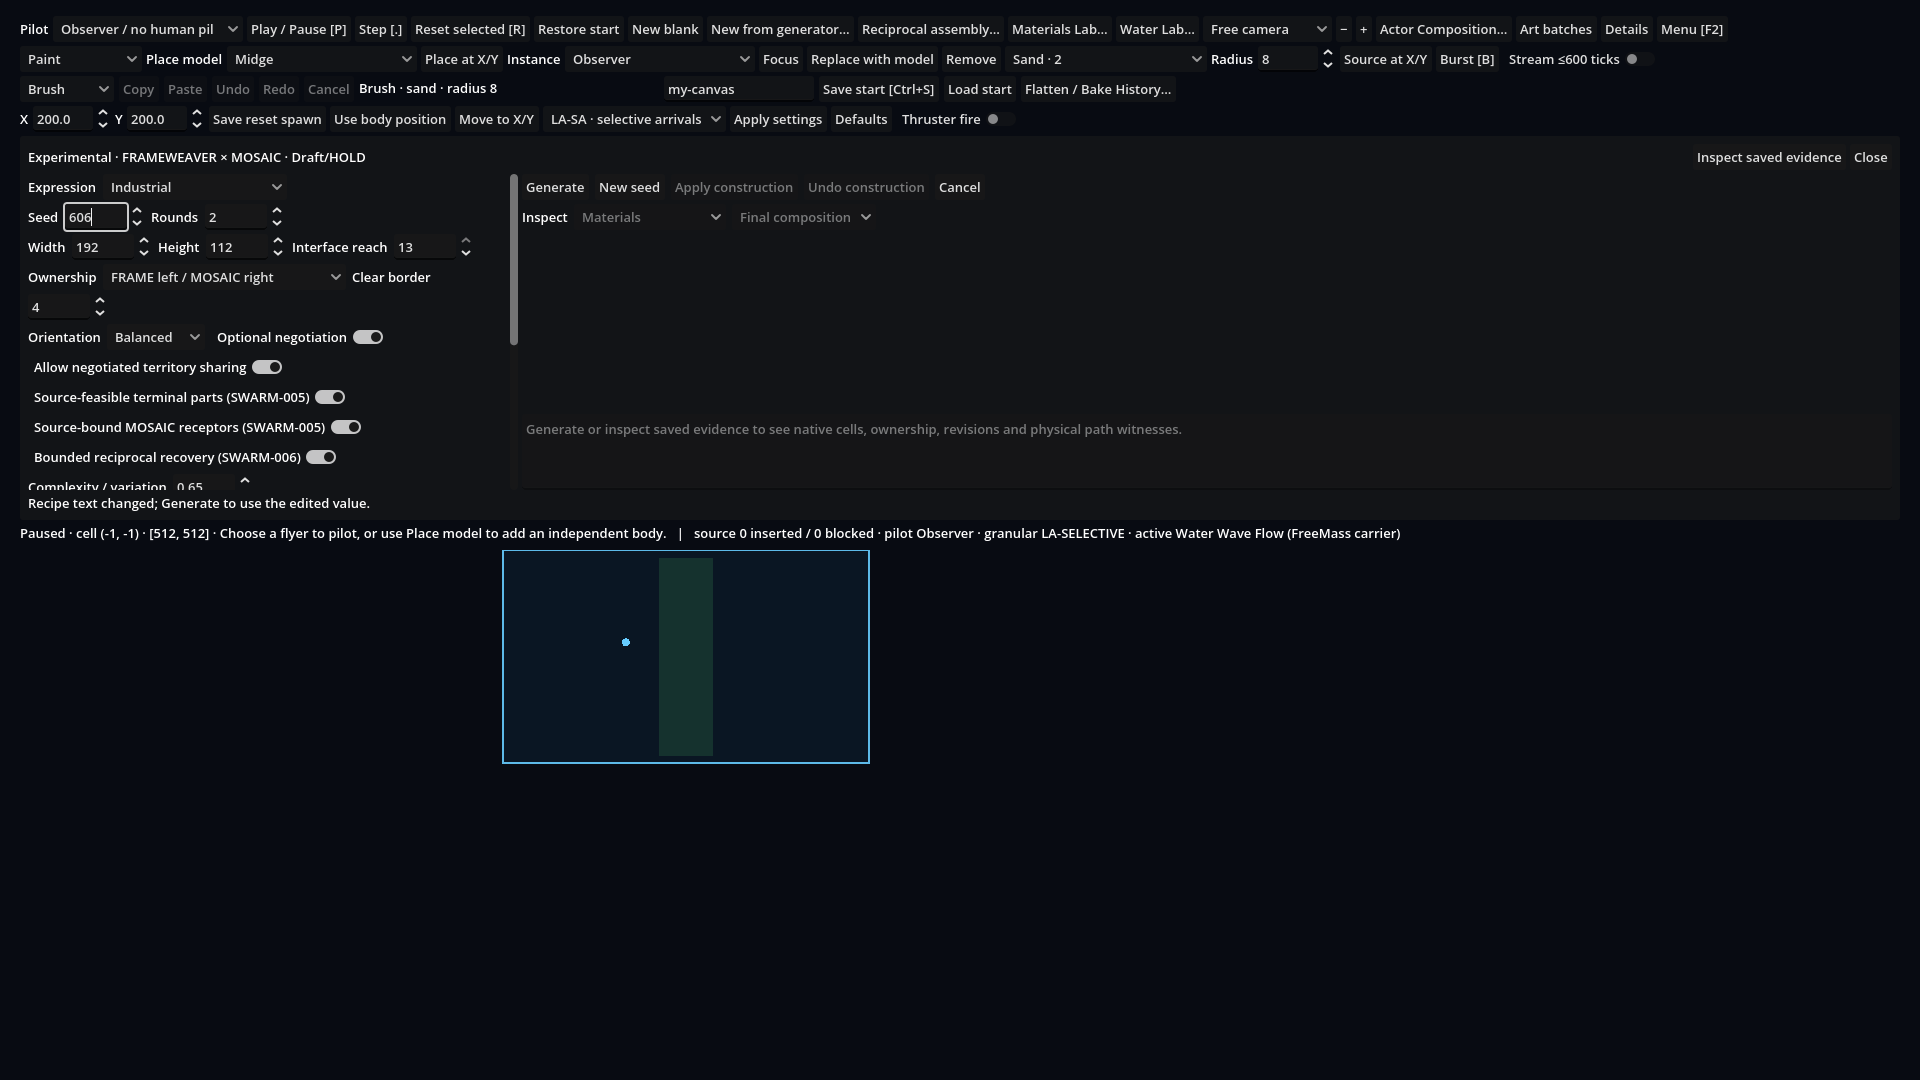 Pilot Observer / no human pil Play / Pause [P] Step [.] Reset selected [R] Restore start New blank New from generator... Reciprocal assembly... Materials Lab... Water Lab... Free camera − + Actor Composition... Art batches Details Menu [F2]
Paint Place model Midge Place at X/Y Instance Observer Focus Replace with model Remove Sand · 2 Radius 8 Source at X/Y Burst [B] Stream ≤600 ticks
Brush Copy Paste Undo Redo Cancel Brush · sand · radius 8 my-canvas Save start [Ctrl+S] Load start Flatten / Bake History...
X 200.0 Y 200.0 Save reset spawn Use body position Move to X/Y LA-SA · selective arrivals Apply settings Defaults Thruster fire
Experimental · FRAMEWEAVER × MOSAIC · Draft/HOLD Inspect saved evidence Close
Expression Industrial Generate New seed Apply construction Undo construction Cancel
Seed 606 Rounds 2 Inspect Materials Final composition
Width 192 Height 112 Interface reach 13
Ownership FRAME left / MOSAIC right Clear border
4
Orientation Balanced Optional negotiation
Allow negotiated territory sharing
Source-feasible terminal parts (SWARM-005)
Source-bound MOSAIC receptors (SWARM-005)
Generate or inspect saved evidence to see native cells, ownership, revisions and physical path witnesses.
Bounded reciprocal recovery (SWARM-006)
Complexity / variation 0.65
Recipe text changed; Generate to use the edited value.
Paused · cell (-1, -1) · [512, 512] · Choose a flyer to pilot, or use Place model to add an independent body. | source 0 inserted / 0 blocked · pilot Observer · granular LA-SELECTIVE · active Water Wave Flow (FreeMass carrier)